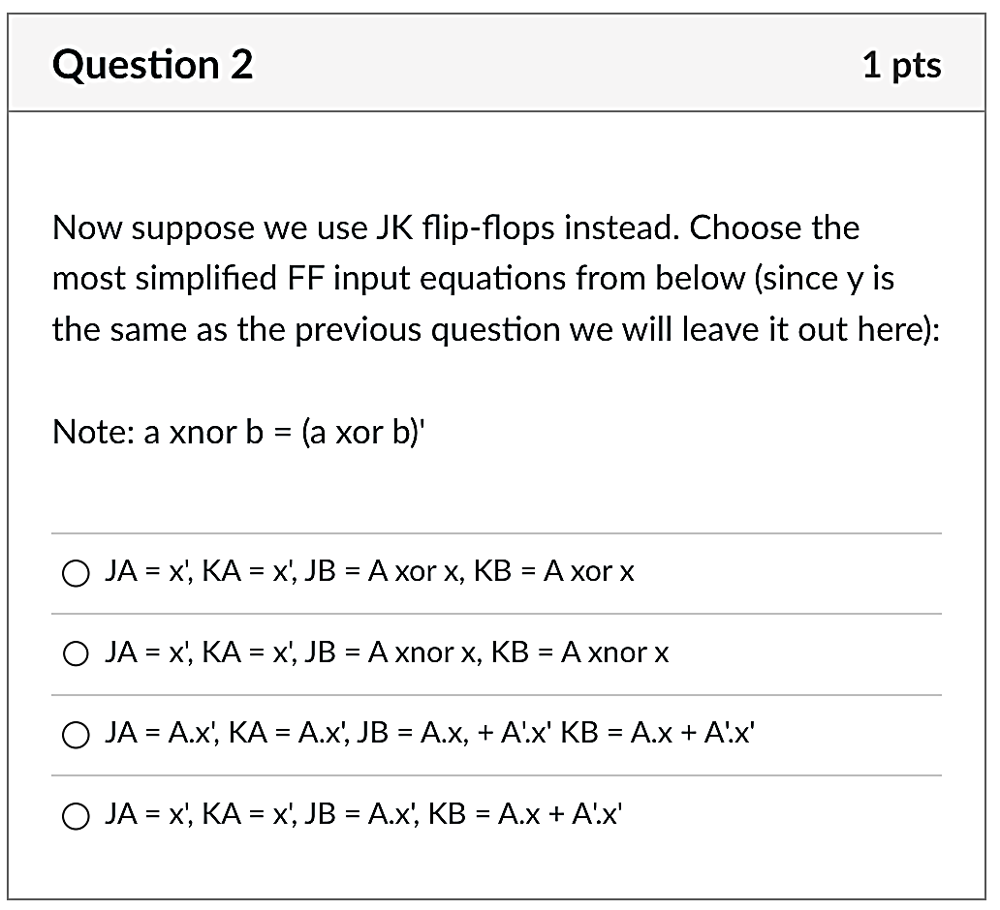 Question 2
1 pts
Now suppose we use JK flip-flops instead. Choose the
most simplified FF input equations from below (since y is
the same as the previous question we will leave it out here):
Note: a xnor b = (a xor b)'
JA = x', KA = x', JB = A xor x, KB = A xor x
JA = x', KA = x', JB = A xnor x, KB = A xnor x
JA = A.x', KA = A.x', JB = A.x, + A'.x' KB = A.x + A'.x'
JA = x', KA = x', JB = A.x', KB = A.x + A'.x'